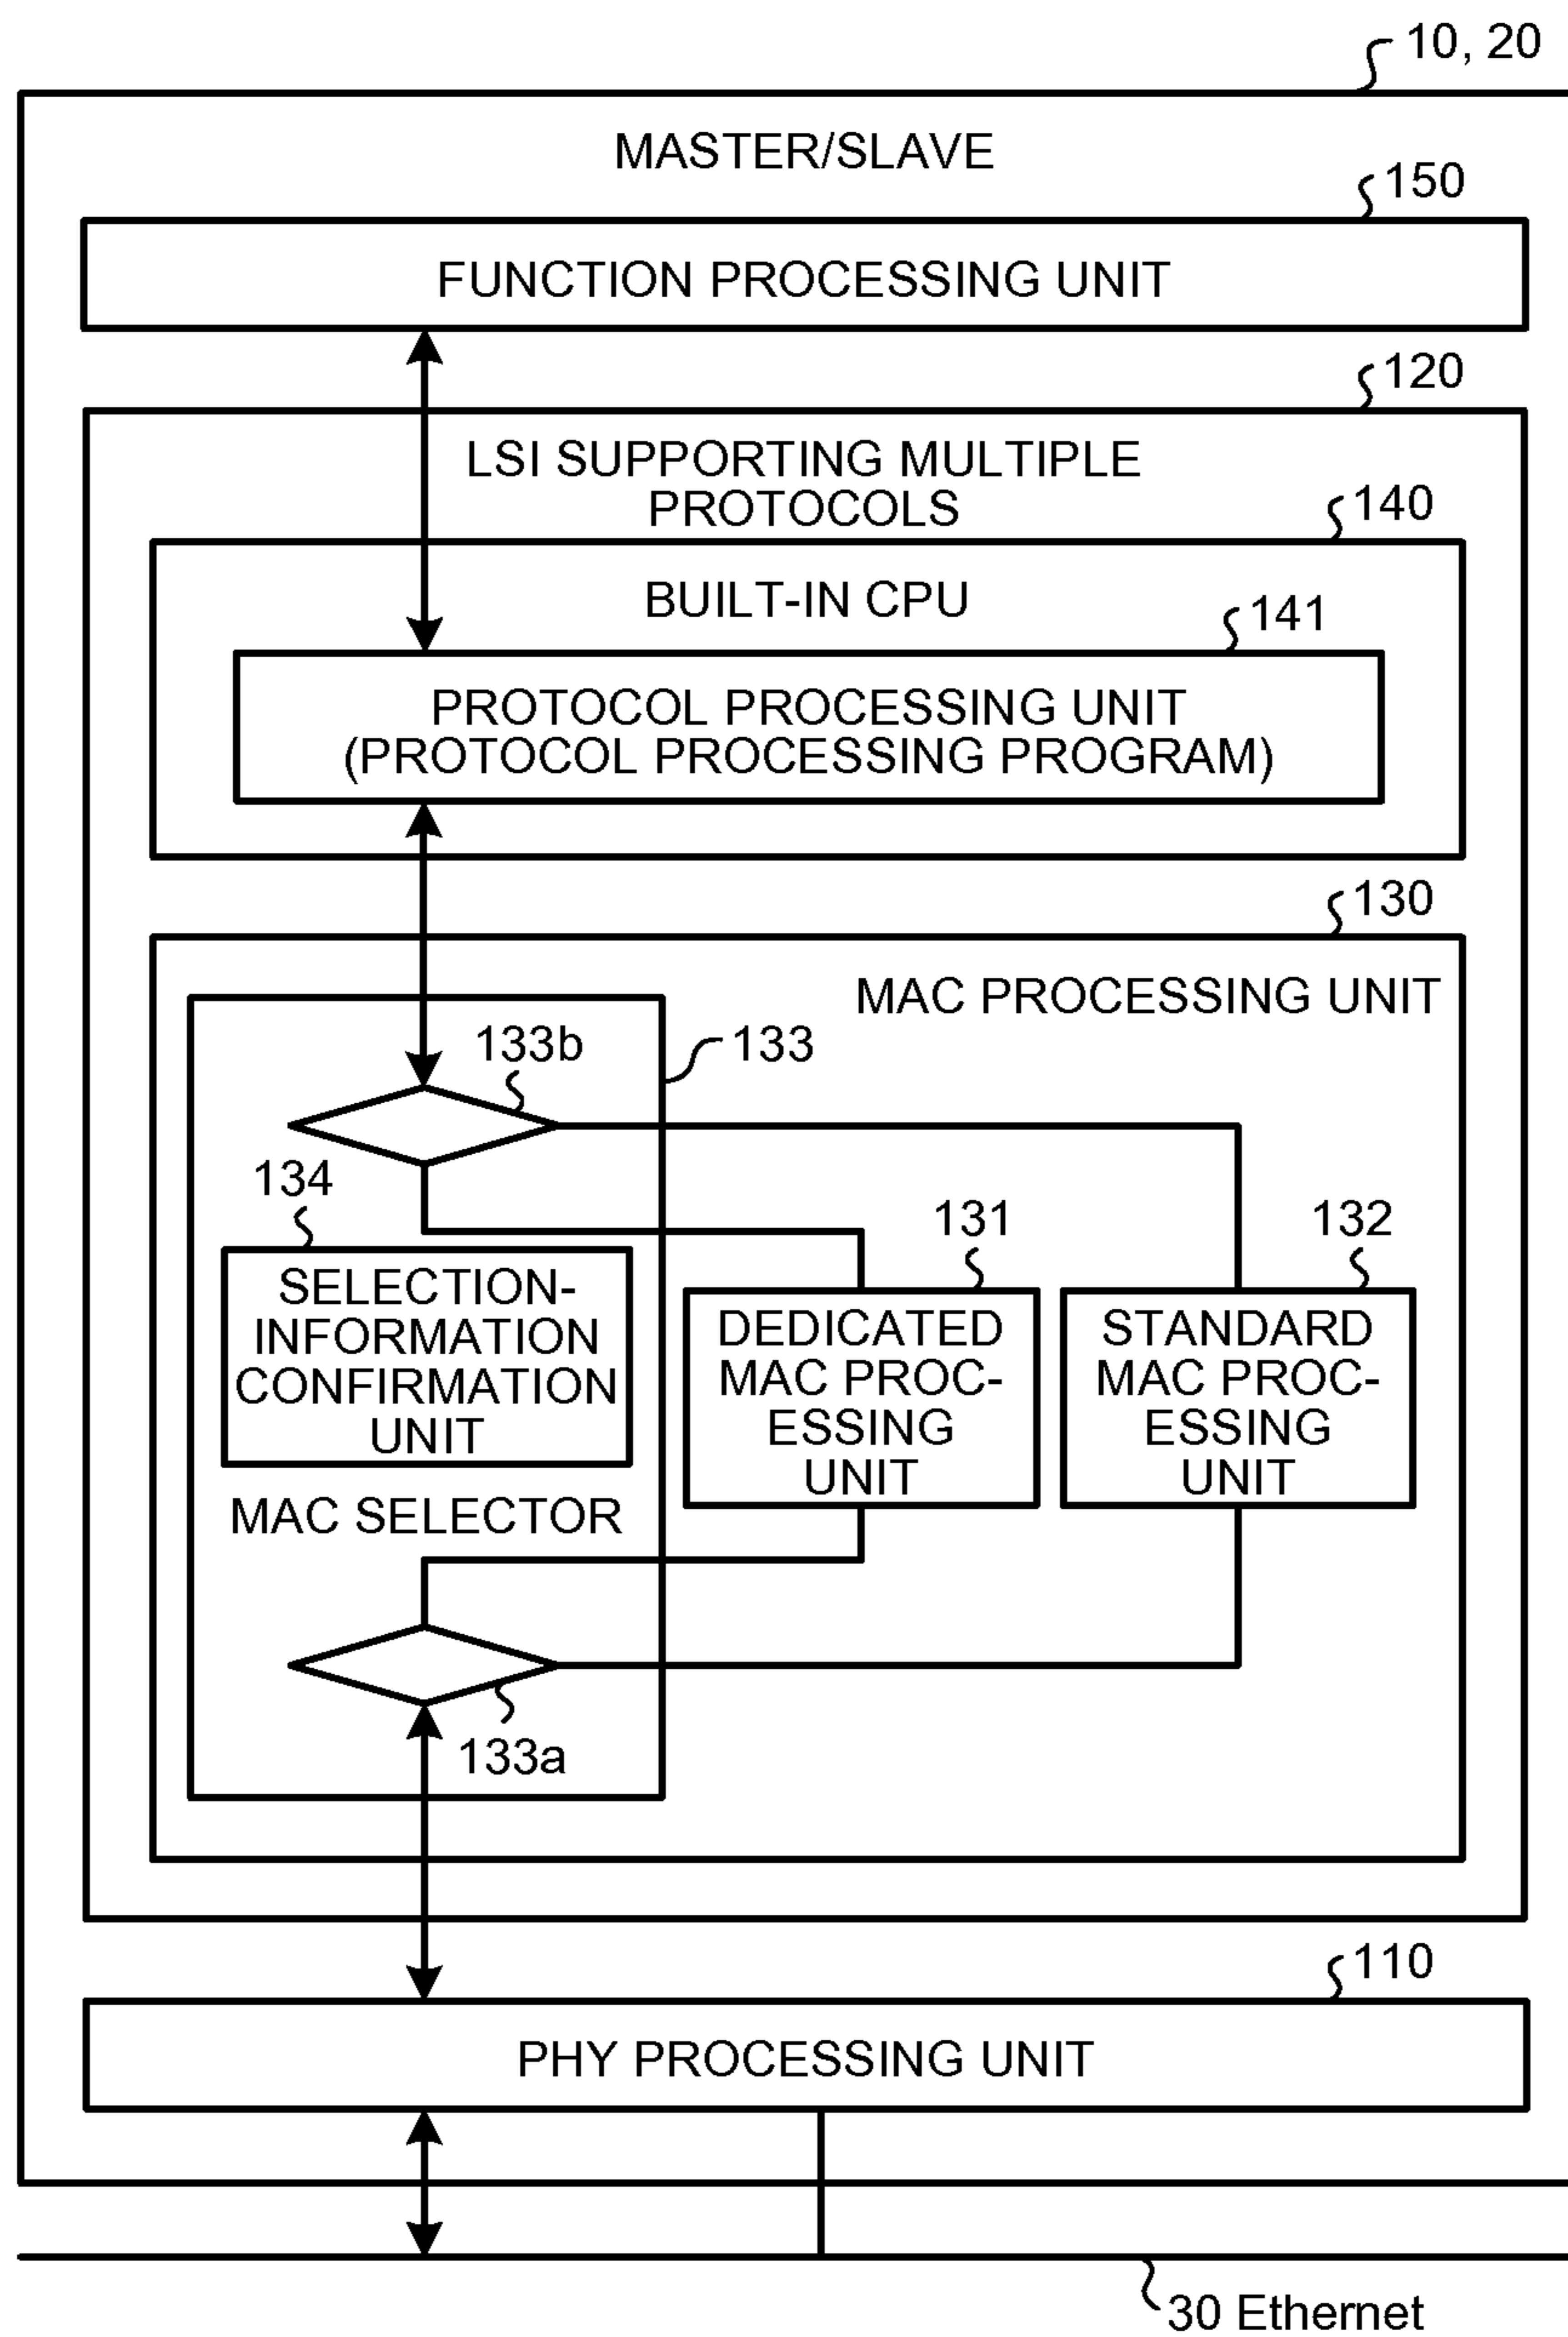 10, 20
MASTER/SLAVE
150
FUNCTION PROCESSING UNIT
120
LSI SUPPORTING MULTIPLE
PROTOCOLS
140
BUILT-IN CPU
141
PROTOCOL PROCESSING UNIT
(PROTOCOL PROCESSING PROGRAM)
130
MAC PROCESSING UNIT
133b
133
134
131
132
SELECTION-
INFORMATION
CONFIRMATION
UNIT
DEDICATED
MAC PROC-
ESSING
UNIT
STANDARD
MAC PROC-
ESSING
UNIT
MAC SELECTOR
133a
110
PHY PROCESSING UNIT
30 Ethernet